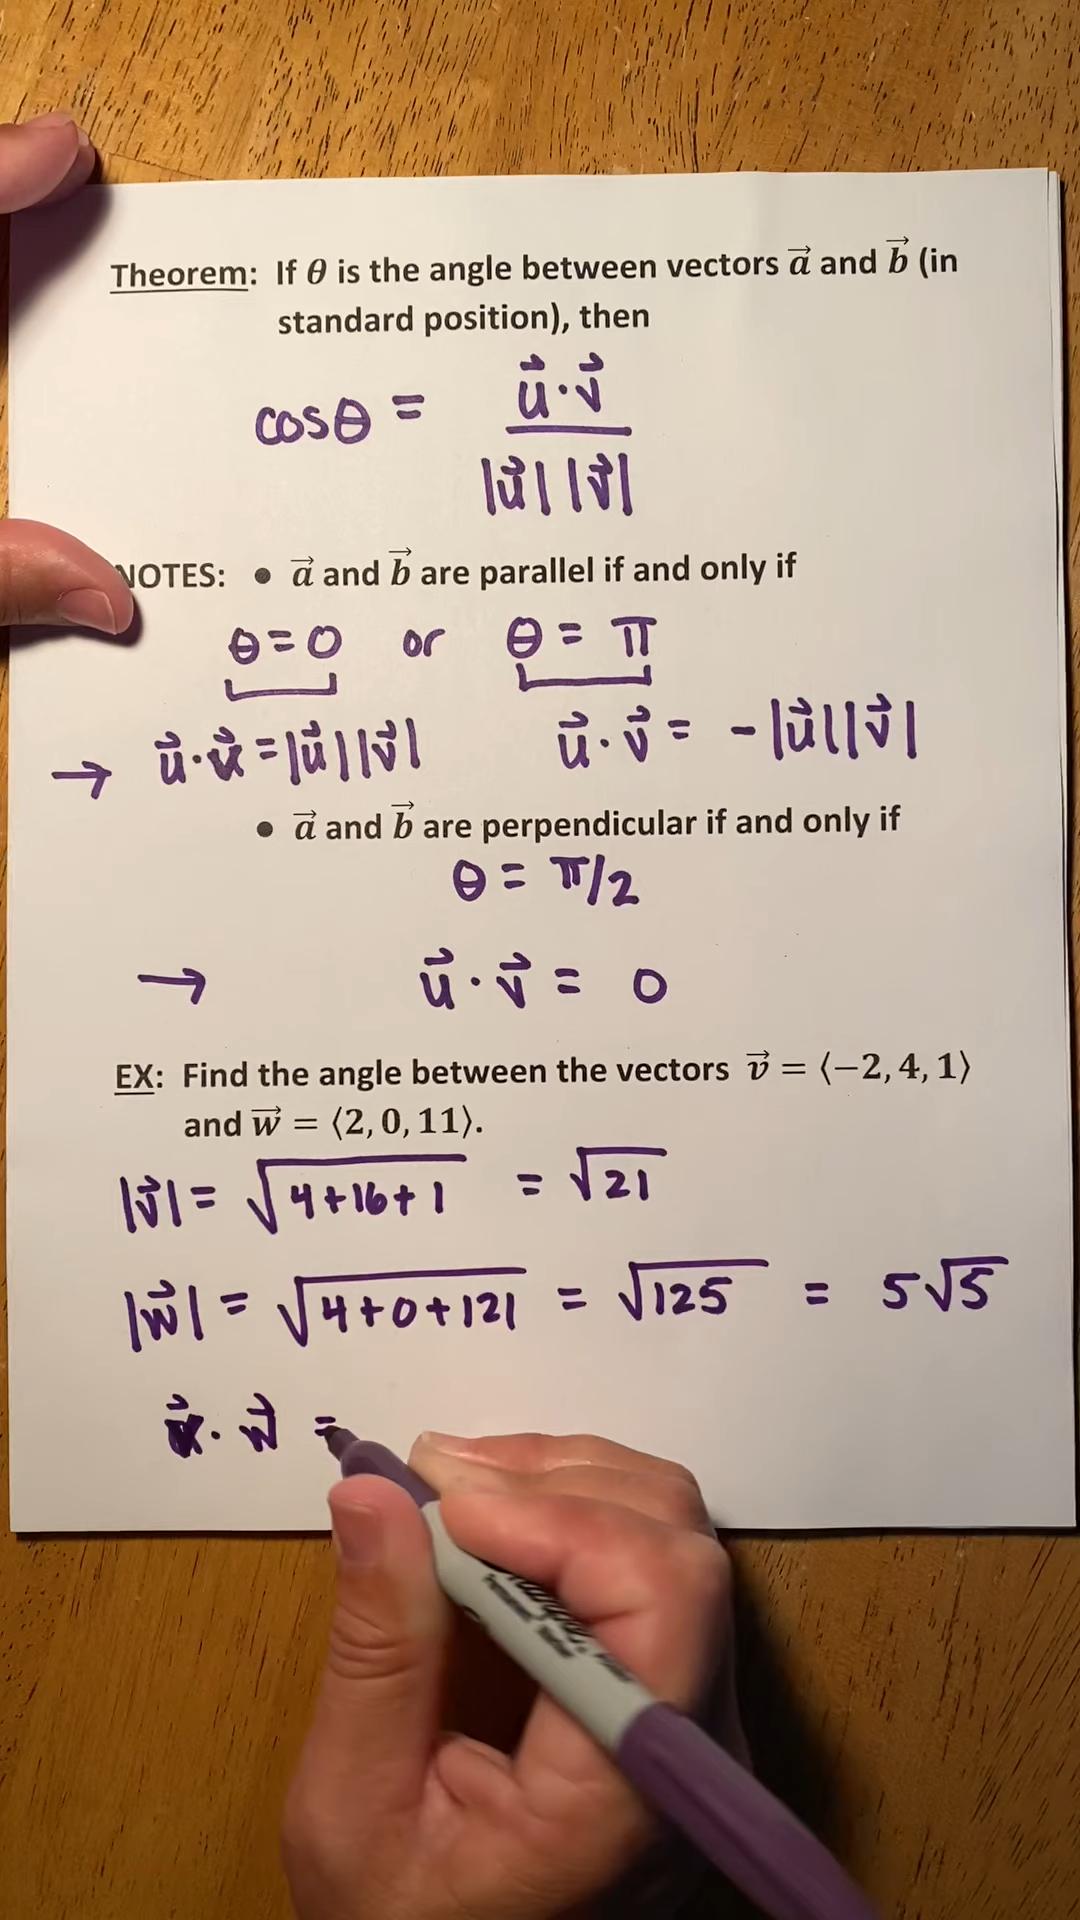 Theorem: If θ is the angle between vectors a⃗ and b⃗ (in
standard position), then
cosθ = u⃗·v⃗ / |u⃗| |v⃗|
NOTES: • a⃗ and b⃗ are parallel if and only if
θ=0 or θ = π
→ u⃗·v⃗ = |u⃗||v⃗| u⃗·v⃗ = -|u⃗||v⃗|
• a⃗ and b⃗ are perpendicular if and only if
θ = π/2
→ u⃗·v⃗ = 0
EX: Find the angle between the vectors v⃗ = ⟨−2, 4, 1⟩
and w⃗ = ⟨2, 0, 11⟩.
|v⃗| = √(4+16+1) = √21
|w⃗| = √(4+0+121) = √125 = 5√5
v⃗·w⃗ =